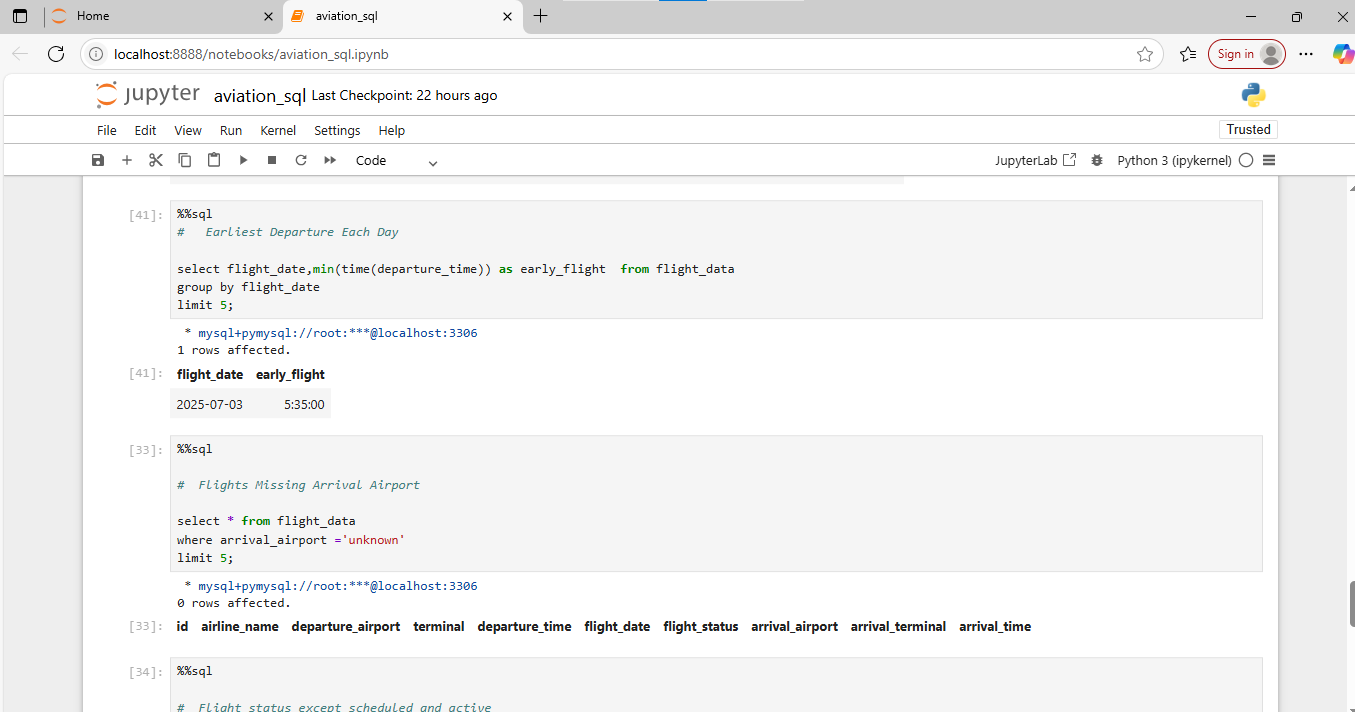 Home
aviation_sql
localhost:8888/notebooks/aviation_sql.ipynb
Sign in
jupyter aviation_sql Last Checkpoint: 22 hours ago
File Edit View Run Kernel Settings Help
Trusted
Code
JupyterLab
Python 3 (ipykernel)
[41]:
%%sql
#   Earliest Departure Each Day
select flight_date,min(time(departure_time)) as early_flight  from flight_data
group by flight_date
limit 5;
* mysql+pymysql://root:***@localhost:3306
1 rows affected.
[41]:
flight_date early_flight
2025-07-03 5:35:00
[33]:
%%sql
#  Flights Missing Arrival Airport
select * from flight_data
where arrival_airport ='unknown'
limit 5;
* mysql+pymysql://root:***@localhost:3306
0 rows affected.
[33]:
id airline_name departure_airport terminal departure_time flight_date flight_status arrival_airport arrival_terminal arrival_time
[34]:
%%sql
#  Flight status except scheduled and active